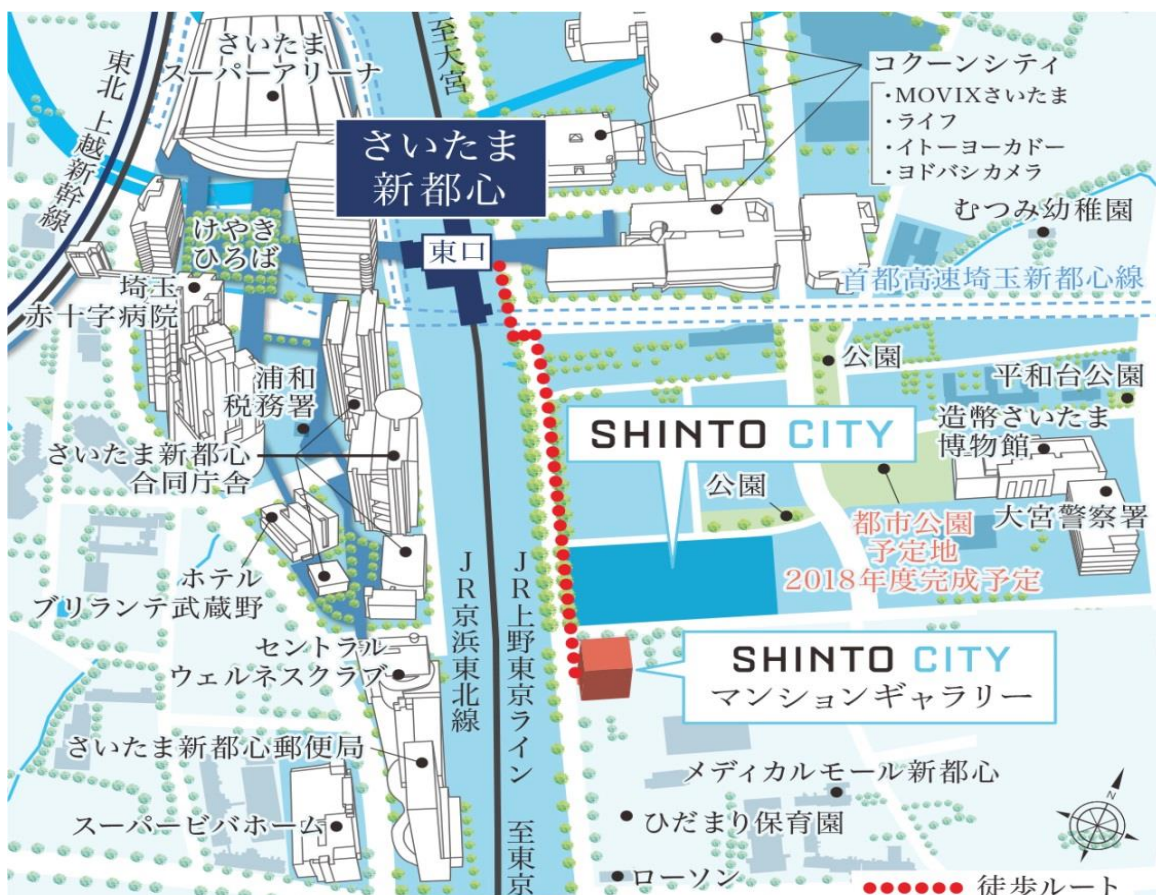 さいたま
スーパーアリーナ
東北 上越新幹線
至大宮
コクーンシティ
・MOVIXさいたま
・ライフ
・イトーヨーカドー
・ヨドバシカメラ
さいたま
新都心
東口
けやき
ひろば
むつみ幼稚園
首都高速埼玉新都心線
埼玉
赤十字病院
浦和
税務署
さいたま新都心
合同庁舎
公園
平和台公園
造幣さいたま
博物館
大宮警察署
SHINTO CITY
公園
都市公園
予定地
2018年度完成予定
ホテル
ブリランテ武蔵野
JR京浜東北線
JR上野東京ライン
至東京
セントラル
ウェルネスクラブ
SHINTO CITY
マンションギャラリー
さいたま新都心郵便局
スーパービバホーム
メディカルモール新都心
ひだまり保育園
ローソン
N
徒歩ルート